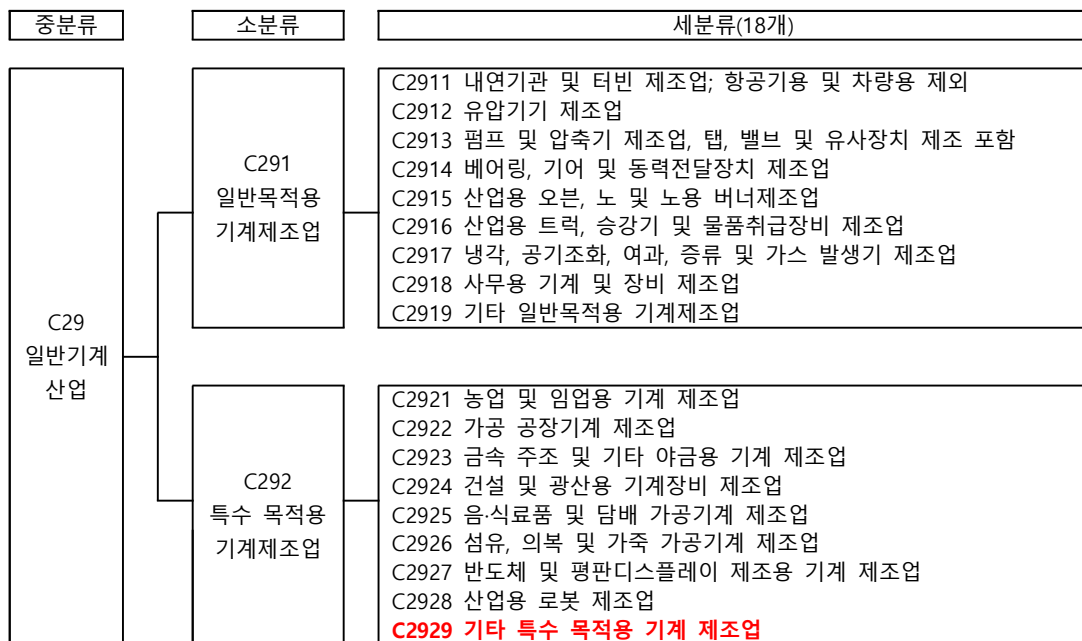 중분류
소분류
세분류(18개)
C29
일반기계
산업
C291
일반목적용
기계제조업
C2911 내연기관 및 터빈 제조업; 항공기용 및 차량용 제외
C2912 유압기기 제조업
C2913 펌프 및 압축기 제조업, 탭, 밸브 및 유사장치 제조 포함
C2914 베어링, 기어 및 동력전달장치 제조업
C2915 산업용 오븐, 노 및 노용 버너제조업
C2916 산업용 트럭, 승강기 및 물품취급장비 제조업
C2917 냉각, 공기조화, 여과, 증류 및 가스 발생기 제조업
C2918 사무용 기계 및 장비 제조업
C2919 기타 일반목적용 기계제조업
C292
특수 목적용
기계제조업
C2921 농업 및 임업용 기계 제조업
C2922 가공 공장기계 제조업
C2923 금속 주조 및 기타 야금용 기계 제조업
C2924 건설 및 광산용 기계장비 제조업
C2925 음·식료품 및 담배 가공기계 제조업
C2926 섬유, 의복 및 가죽 가공기계 제조업
C2927 반도체 및 평판디스플레이 제조용 기계 제조업
C2928 산업용 로봇 제조업
C2929 기타 특수 목적용 기계 제조업